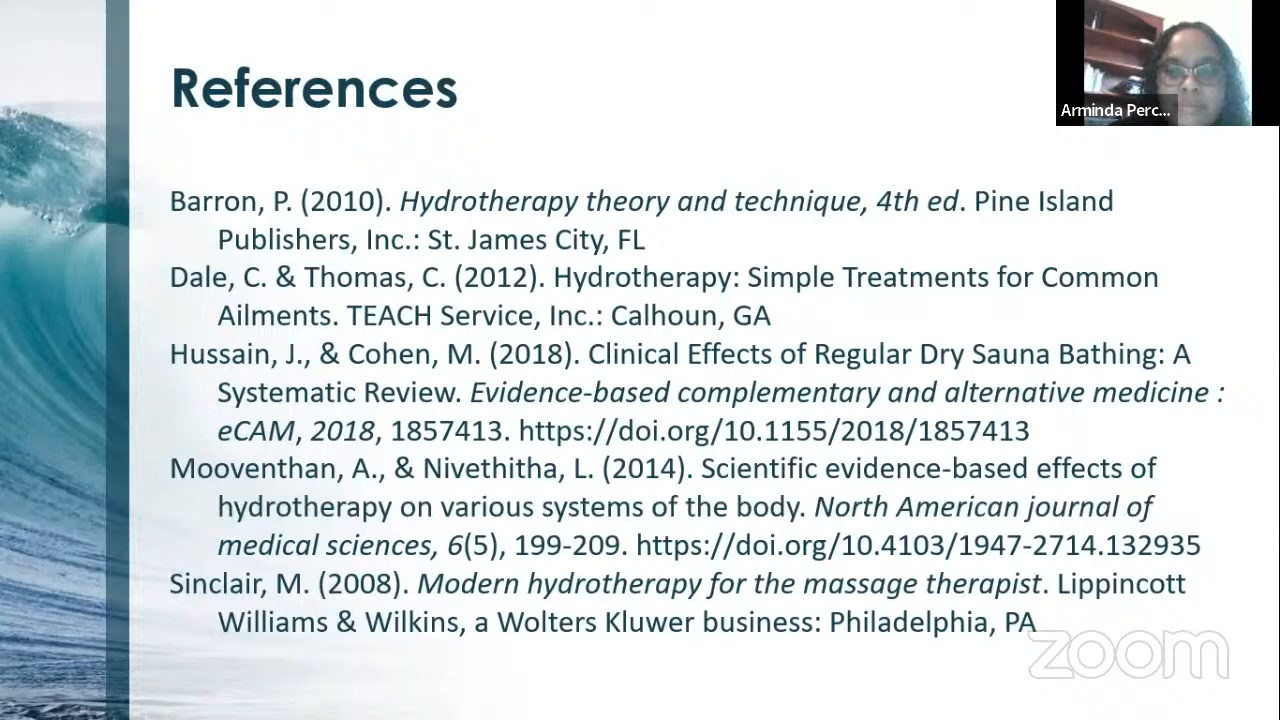 References
Arminda Perc...
Barron, P. (2010). Hydrotherapy theory and technique, 4th ed. Pine Island
Publishers, Inc.: St. James City, FL
Dale, C. & Thomas, C. (2012). Hydrotherapy: Simple Treatments for Common
Ailments. TEACH Service, Inc.: Calhoun, GA
Hussain, J., & Cohen, M. (2018). Clinical Effects of Regular Dry Sauna Bathing: A
Systematic Review. Evidence-based complementary and alternative medicine :
eCAM, 2018, 1857413. https://doi.org/10.1155/2018/1857413
Mooventhan, A., & Nivethitha, L. (2014). Scientific evidence-based effects of
hydrotherapy on various systems of the body. North American journal of
medical sciences, 6(5), 199-209. https://doi.org/10.4103/1947-2714.132935
Sinclair, M. (2008). Modern hydrotherapy for the massage therapist. Lippincott
Williams & Wilkins, a Wolters Kluwer business: Philadelphia, PA
zoom